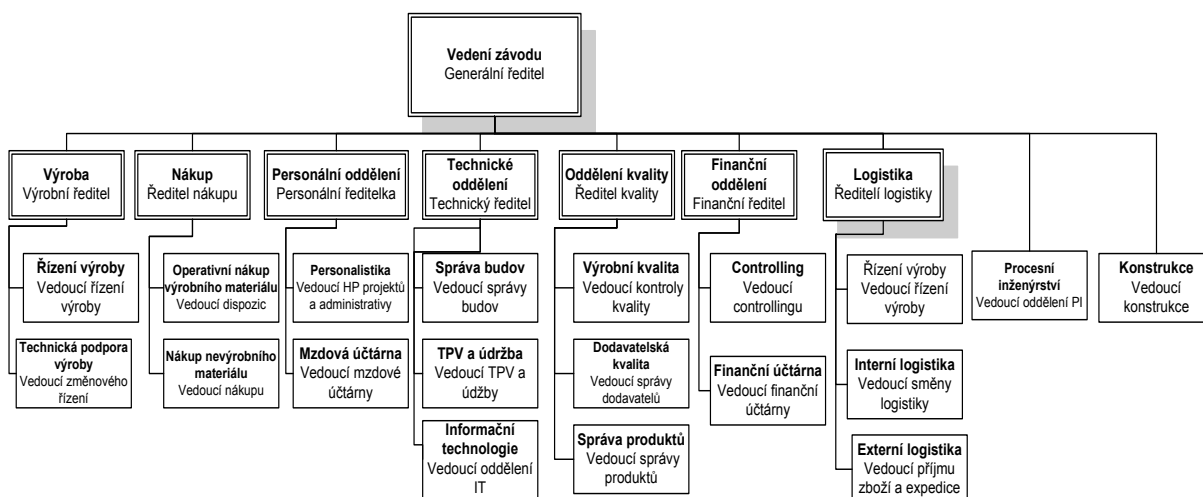 Vedení závodu
Generální ředitel
Výroba
Výrobní ředitel
Nákup
Ředitel nákupu
Personální oddělení
Personální ředitelka
Technické
oddělení
Technický ředitel
Oddělení kvality
Ředitel kvality
Finanční
oddělení
Finanční ředitel
Logistika
Ředitelí logistiky
Řízení výroby
Vedoucí řízení
výroby
Operativní nákup
výrobního materiálu
Vedoucí dispozic
Personalistika
Vedoucí HP projektů
a administrativy
Správa budov
Vedoucí správy
budov
Výrobní kvalita
Vedoucí kontroly
kvality
Controlling
Vedoucí
controllingu
Řízení výroby
Vedoucí řízení
výroby
Procesní
inženýrství
Vedoucí oddělení PI
Konstrukce
Vedoucí
konstrukce
Technická podpora
výroby
Vedoucí změnového
řízení
Nákup nevýrobního
materiálu
Vedoucí nákupu
Mzdová účtárna
Vedoucí mzdové
účtárny
TPV a údržba
Vedoucí TPV a
údžby
Dodavatelská
kvalita
Vedoucí správy
dodavatelů
Finanční účtárna
Vedoucí finanční
účtárny
Interní logistika
Vedoucí směny
logistiky
Informační
technologie
Vedoucí oddělení
IT
Správa produktů
Vedoucí správy
produktů
Externí logistika
Vedoucí příjmu
zboží a expedice